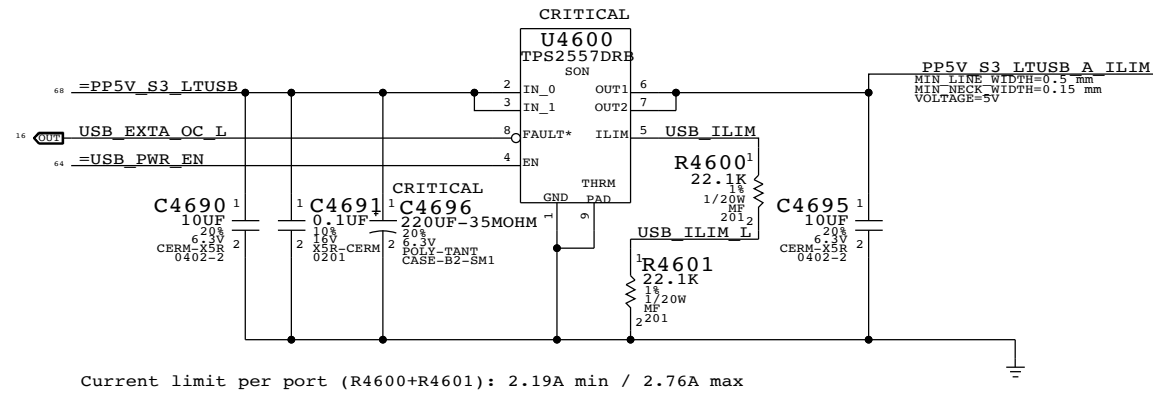 CRITICAL
U4600
TPS2557DRB
SON
68 =PP5V_S3_LTUSB
2 IN_0
3 IN_1
OUT1 6
OUT2 7
PP5V_S3_LTUSB_A_ILIM
MIN_LINE_WIDTH=0.5 mm
MIN_NECK_WIDTH=0.15 mm
VOLTAGE=5V
16 OUT USB_EXTA_OC_L
8 FAULT*
ILIM 5 USB_ILIM
64 =USB_PWR_EN
4 EN
THRM
PAD
GND
1
9
R4600 1
22.1K
1%
1/20W
MF
201 2
USB_ILIM_L
C4690 1
10UF
20%
6.3V 2
CERM-X5R
0402-2
1 C4691
0.1UF
10%
16V
2 X5R-CERM
0201
CRITICAL
1 C4696
+ 220UF-35MOHM
20%
6.3V
2 POLY-TANT
CASE-B2-SM1
1 R4601
22.1K
1%
1/20W
MF
2 201
C4695 1
10UF
20%
6.3V 2
CERM-X5R
0402-2
Current limit per port (R4600+R4601): 2.19A min / 2.76A max